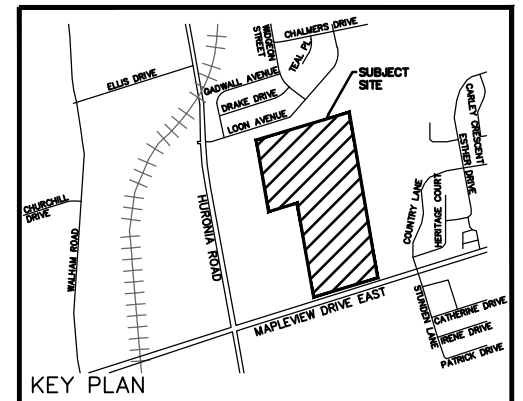 WIDGEON STREET
CHALMERS DRIVE
TEAL PL.
ELLIS DRIVE
GADWALL AVENUE
SUBJECT
SITE
DRAKE DRIVE
LOON AVENUE
CARLEY CRESCENT
ESTHER DRIVE
CHURCHILL
DRIVE
WALHAM ROAD
HURONIA ROAD
COUNTRY LANE
HERITAGE COURT
MAPLEVIEW DRIVE EAST
STUNDEN LANE
CATHERINE DRIVE
IRENE DRIVE
PATRICK DRIVE
KEY PLAN